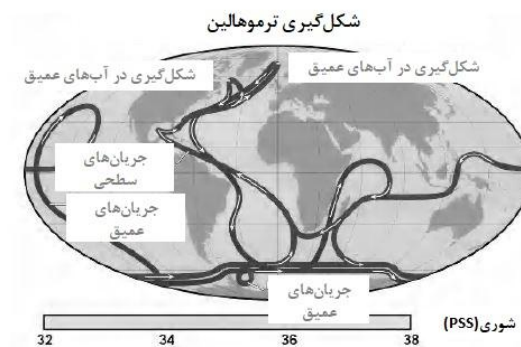 شکل‌گیری ترموهالین
شکل‌گیری در آب‌های عمیق
شکل‌گیری در آب‌های عمیق
جریان‌های
سطحی
جریان‌های
عمیق
جریان‌های
عمیق
شوری(PSS)
32 34 36 38